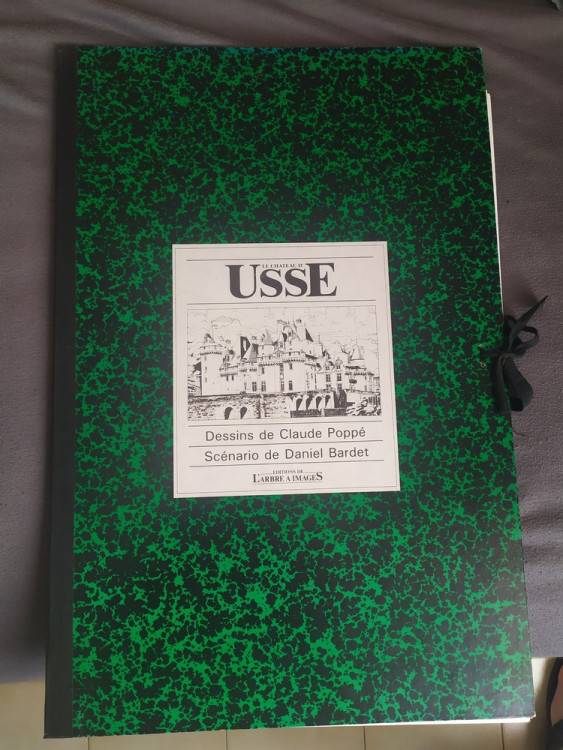 LE CHATEAU D'
USSE
Dessins de Claude Poppé
Scénario de Daniel Bardet
EDITIONS DE
L'ARBRE A IMAGES